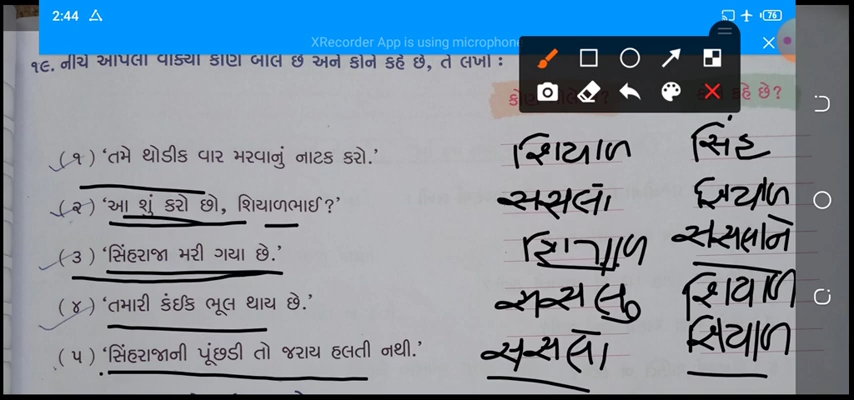 2:44 76
XRecorder App is using microphone
૧૯. નીચે આપેલાં વાક્યો કોણ બોલે છે અને કોને કહે છે, તે લખો :
કહે છે?
(૧) ‘તમે થોડીક વાર મરવાનું નાટક કરો.’ શિયાળ સિંહ
(૨) ‘આ શું કરો છો, શિયાળભાઈ?’ સસલાં શિયાળ
(૩) ‘સિંહરાજા મરી ગયા છે.’ શિયાળ સસલાને
(૪) ‘તમારી કંઈક ભૂલ થાય છે.’ સસલુ શિયાળ
(૫) ‘સિંહરાજાની પૂંછડી તો જરાય હલતી નથી.’ સસલાં સિયાળ